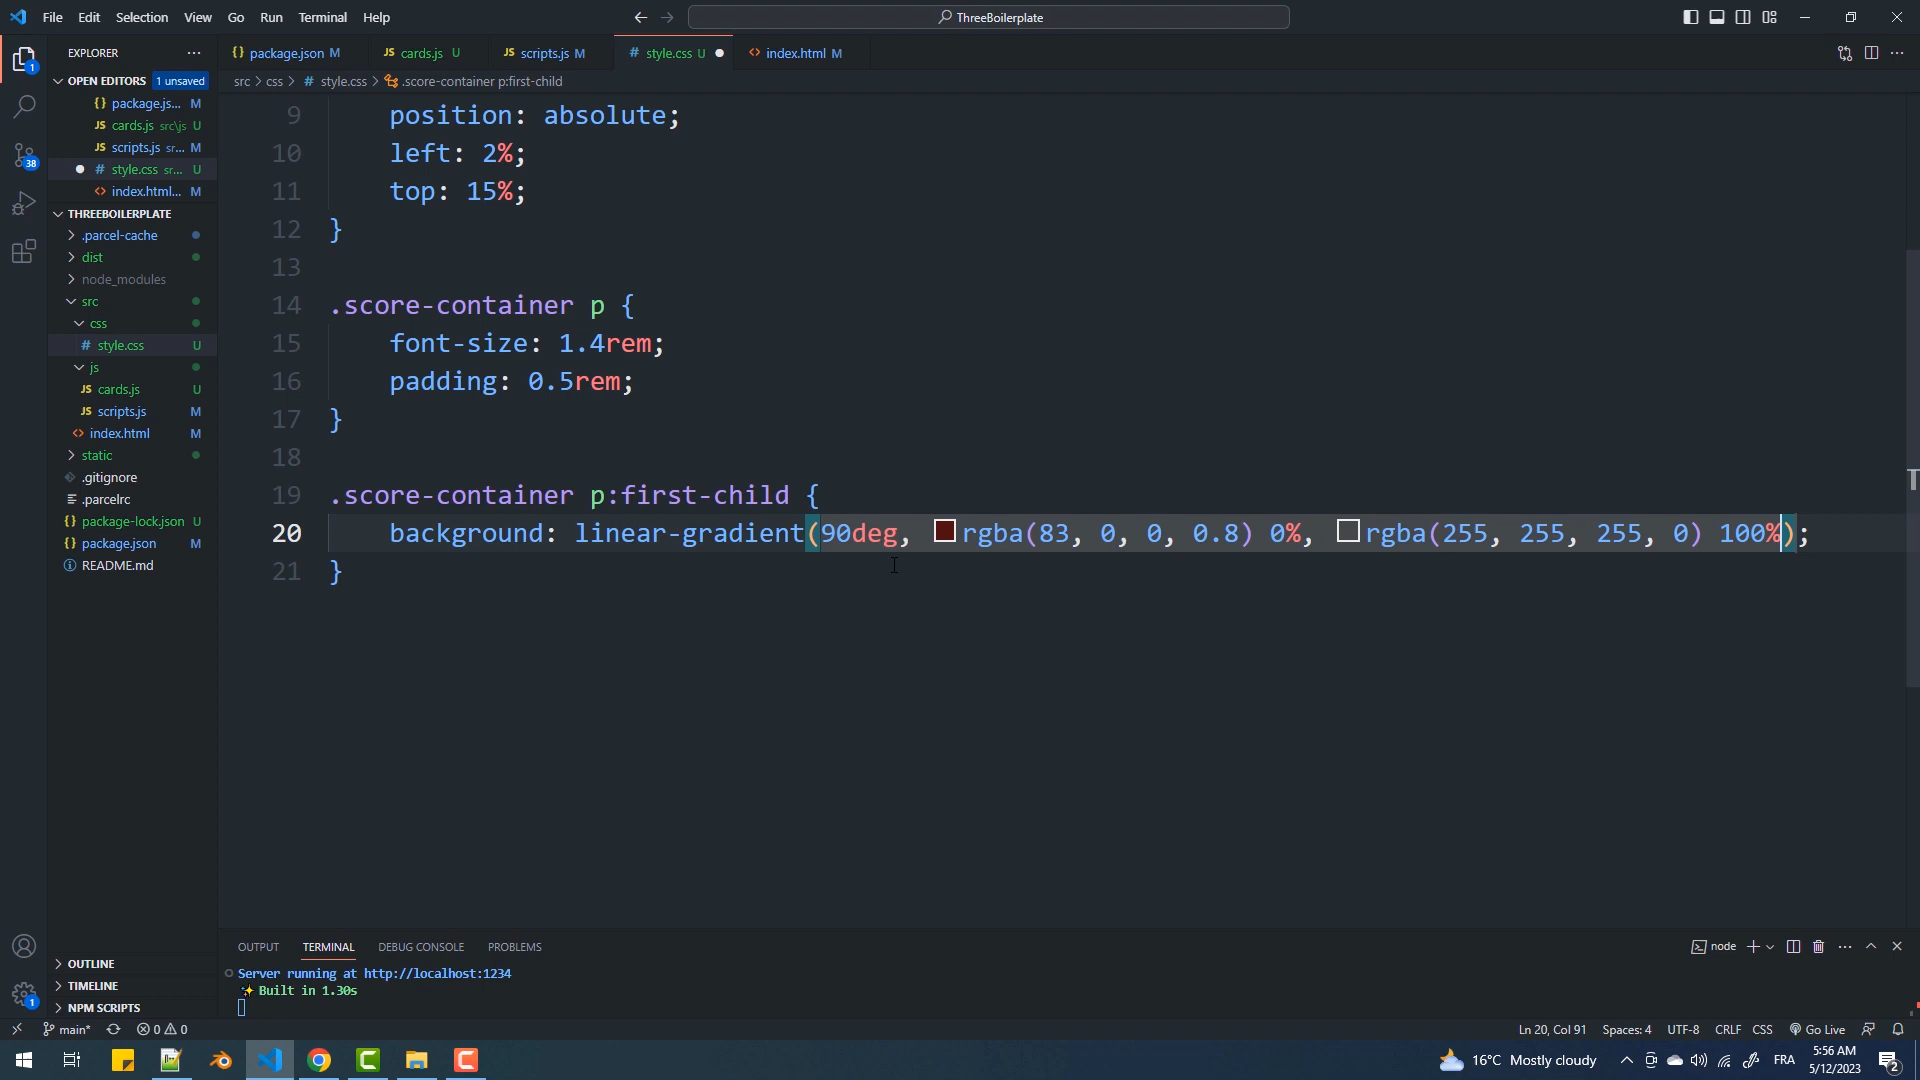 File Edit Selection View Go Run Terminal Help
ThreeBoilerplate
EXPLORER
package.json M
cards.js U
scripts.js M
style.css U
index.html M
OPEN EDITORS 1 unsaved
src > css > # style.css > .score-container p:first-child
package.js... M
cards.js src\js U
scripts.js sr... M
style.css sr... U
index.html... M
THREEBOILERPLATE
.parcel-cache
dist
node_modules
src
css
style.css U
js
cards.js U
scripts.js M
index.html M
static
.gitignore
.parcelrc
package-lock.json U
package.json M
README.md
OUTLINE
TIMELINE
NPM SCRIPTS
9 position: absolute;
10 left: 2%;
11 top: 15%;
12 }
13
14 .score-container p {
15 font-size: 1.4rem;
16 padding: 0.5rem;
17 }
18
19 .score-container p:first-child {
20 background: linear-gradient(90deg, rgba(83, 0, 0, 0.8) 0%, rgba(255, 255, 255, 0) 100%);
21 }
OUTPUT TERMINAL DEBUG CONSOLE PROBLEMS
node
Server running at http://localhost:1234
Built in 1.30s
main* 0 0
Ln 20, Col 91 Spaces: 4 UTF-8 CRLF CSS Go Live
16°C Mostly cloudy
FRA
5:56 AM
5/12/2023
1
38
1
2